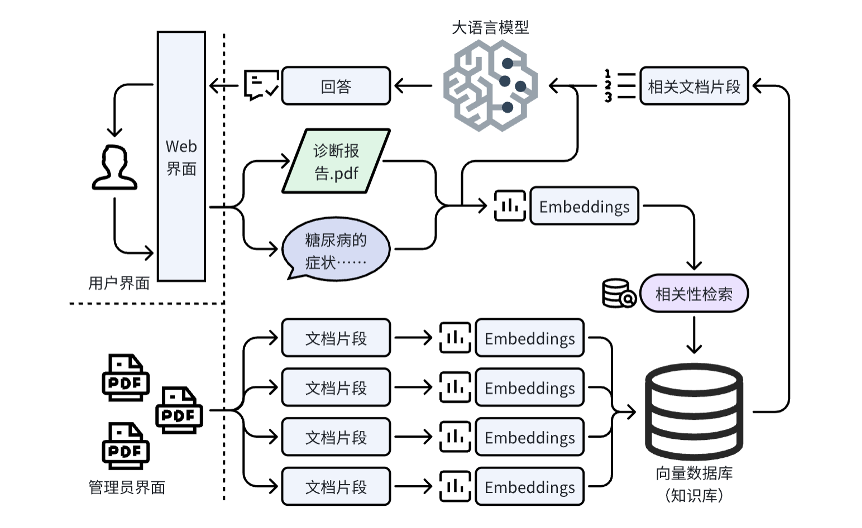 大语言模型
回答
1
2
3
相关文档片段
Web
界面
诊断报
告.pdf
Embeddings
糖尿病的
症状……
用户界面
相关性检索
文档片段
Embeddings
PDF
文档片段
Embeddings
PDF
文档片段
Embeddings
PDF
文档片段
Embeddings
管理员界面
向量数据库
（知识库）